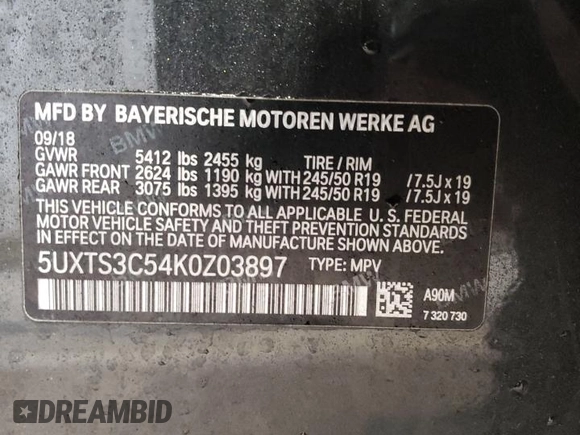 MFD BY BAYERISCHE MOTOREN WERKE AG
09/18
GVWR 5412 lbs 2455 kg TIRE / RIM
GAWR FRONT 2624 lbs 1190 kg WITH 245/50 R19 / 7.5J x 19
GAWR REAR 3075 lbs 1395 kg WITH 245/50 R19 / 7.5J x 19
THIS VEHICLE CONFORMS TO ALL APPLICABLE U. S. FEDERAL
MOTOR VEHICLE SAFETY AND THEFT PREVENTION STANDARDS
IN EFFECT ON THE DATE OF MANUFACTURE SHOWN ABOVE.
5UXTS3C54K0Z03897 TYPE: MPV
A90M
7 320 730
DREAMBID